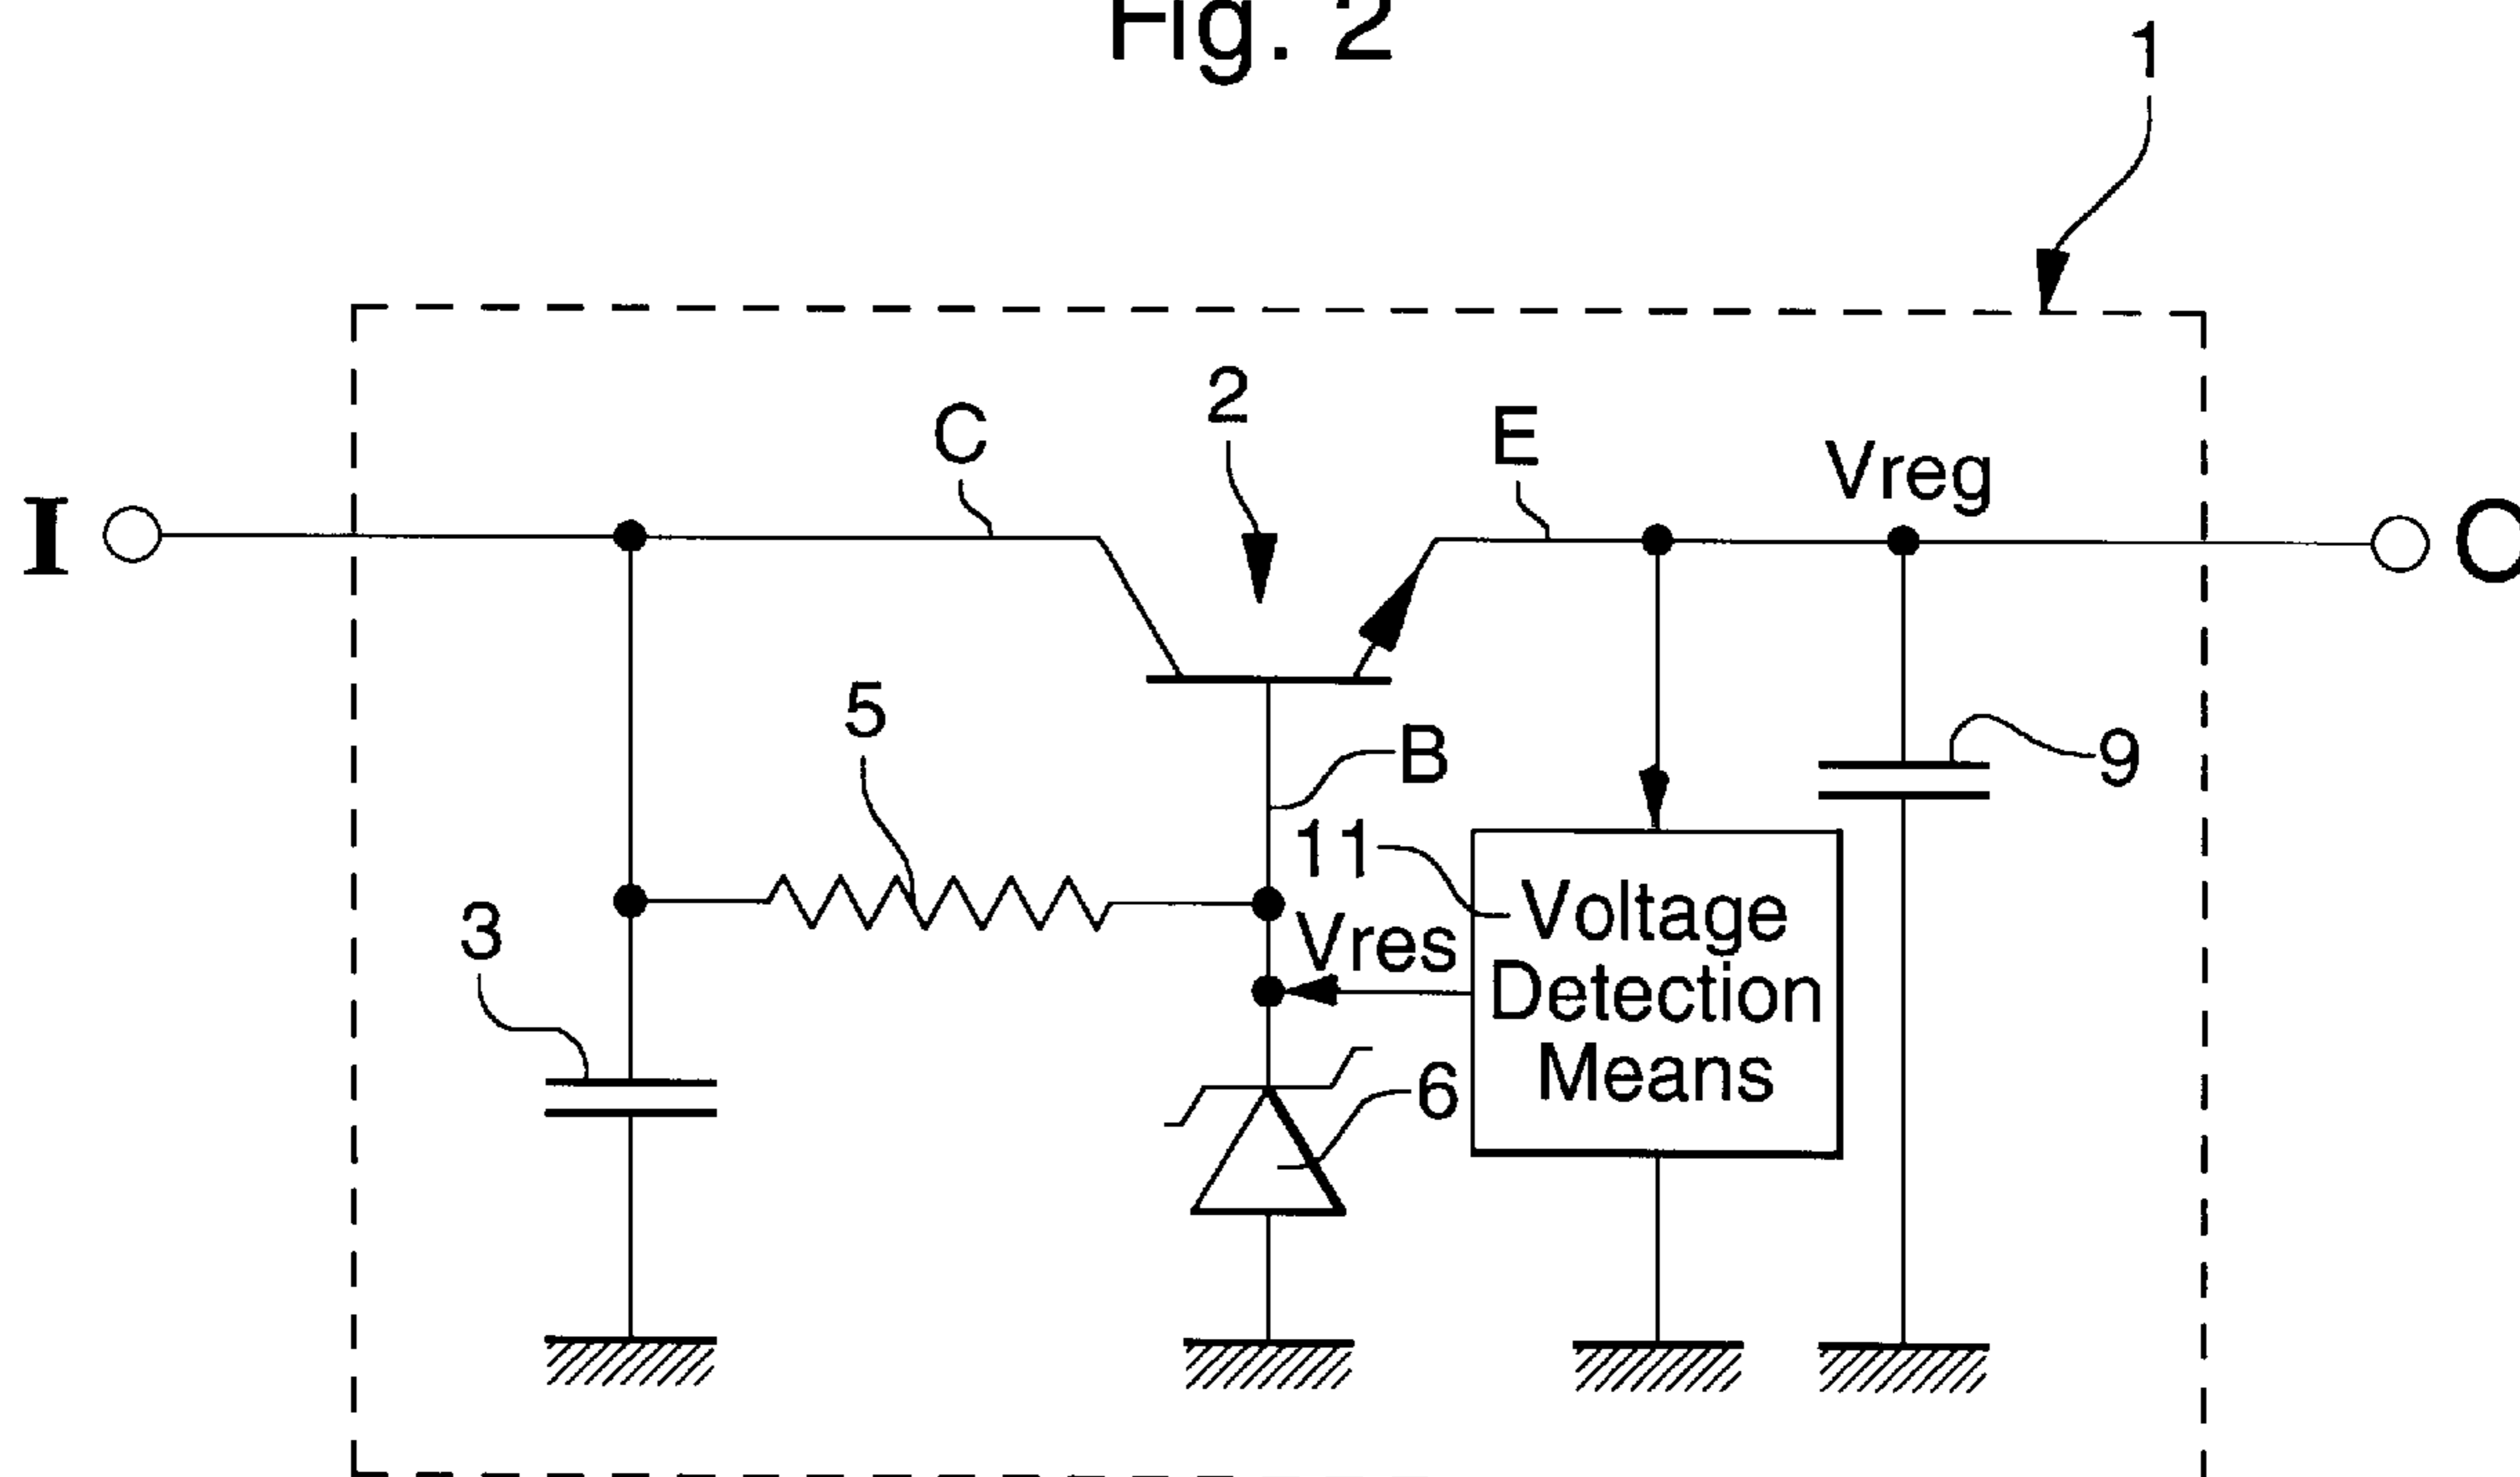 Fig. 2
1
2
C
E
Vreg
I
O
5
B
9
11
3
Vres
Voltage
Detection
Means
6